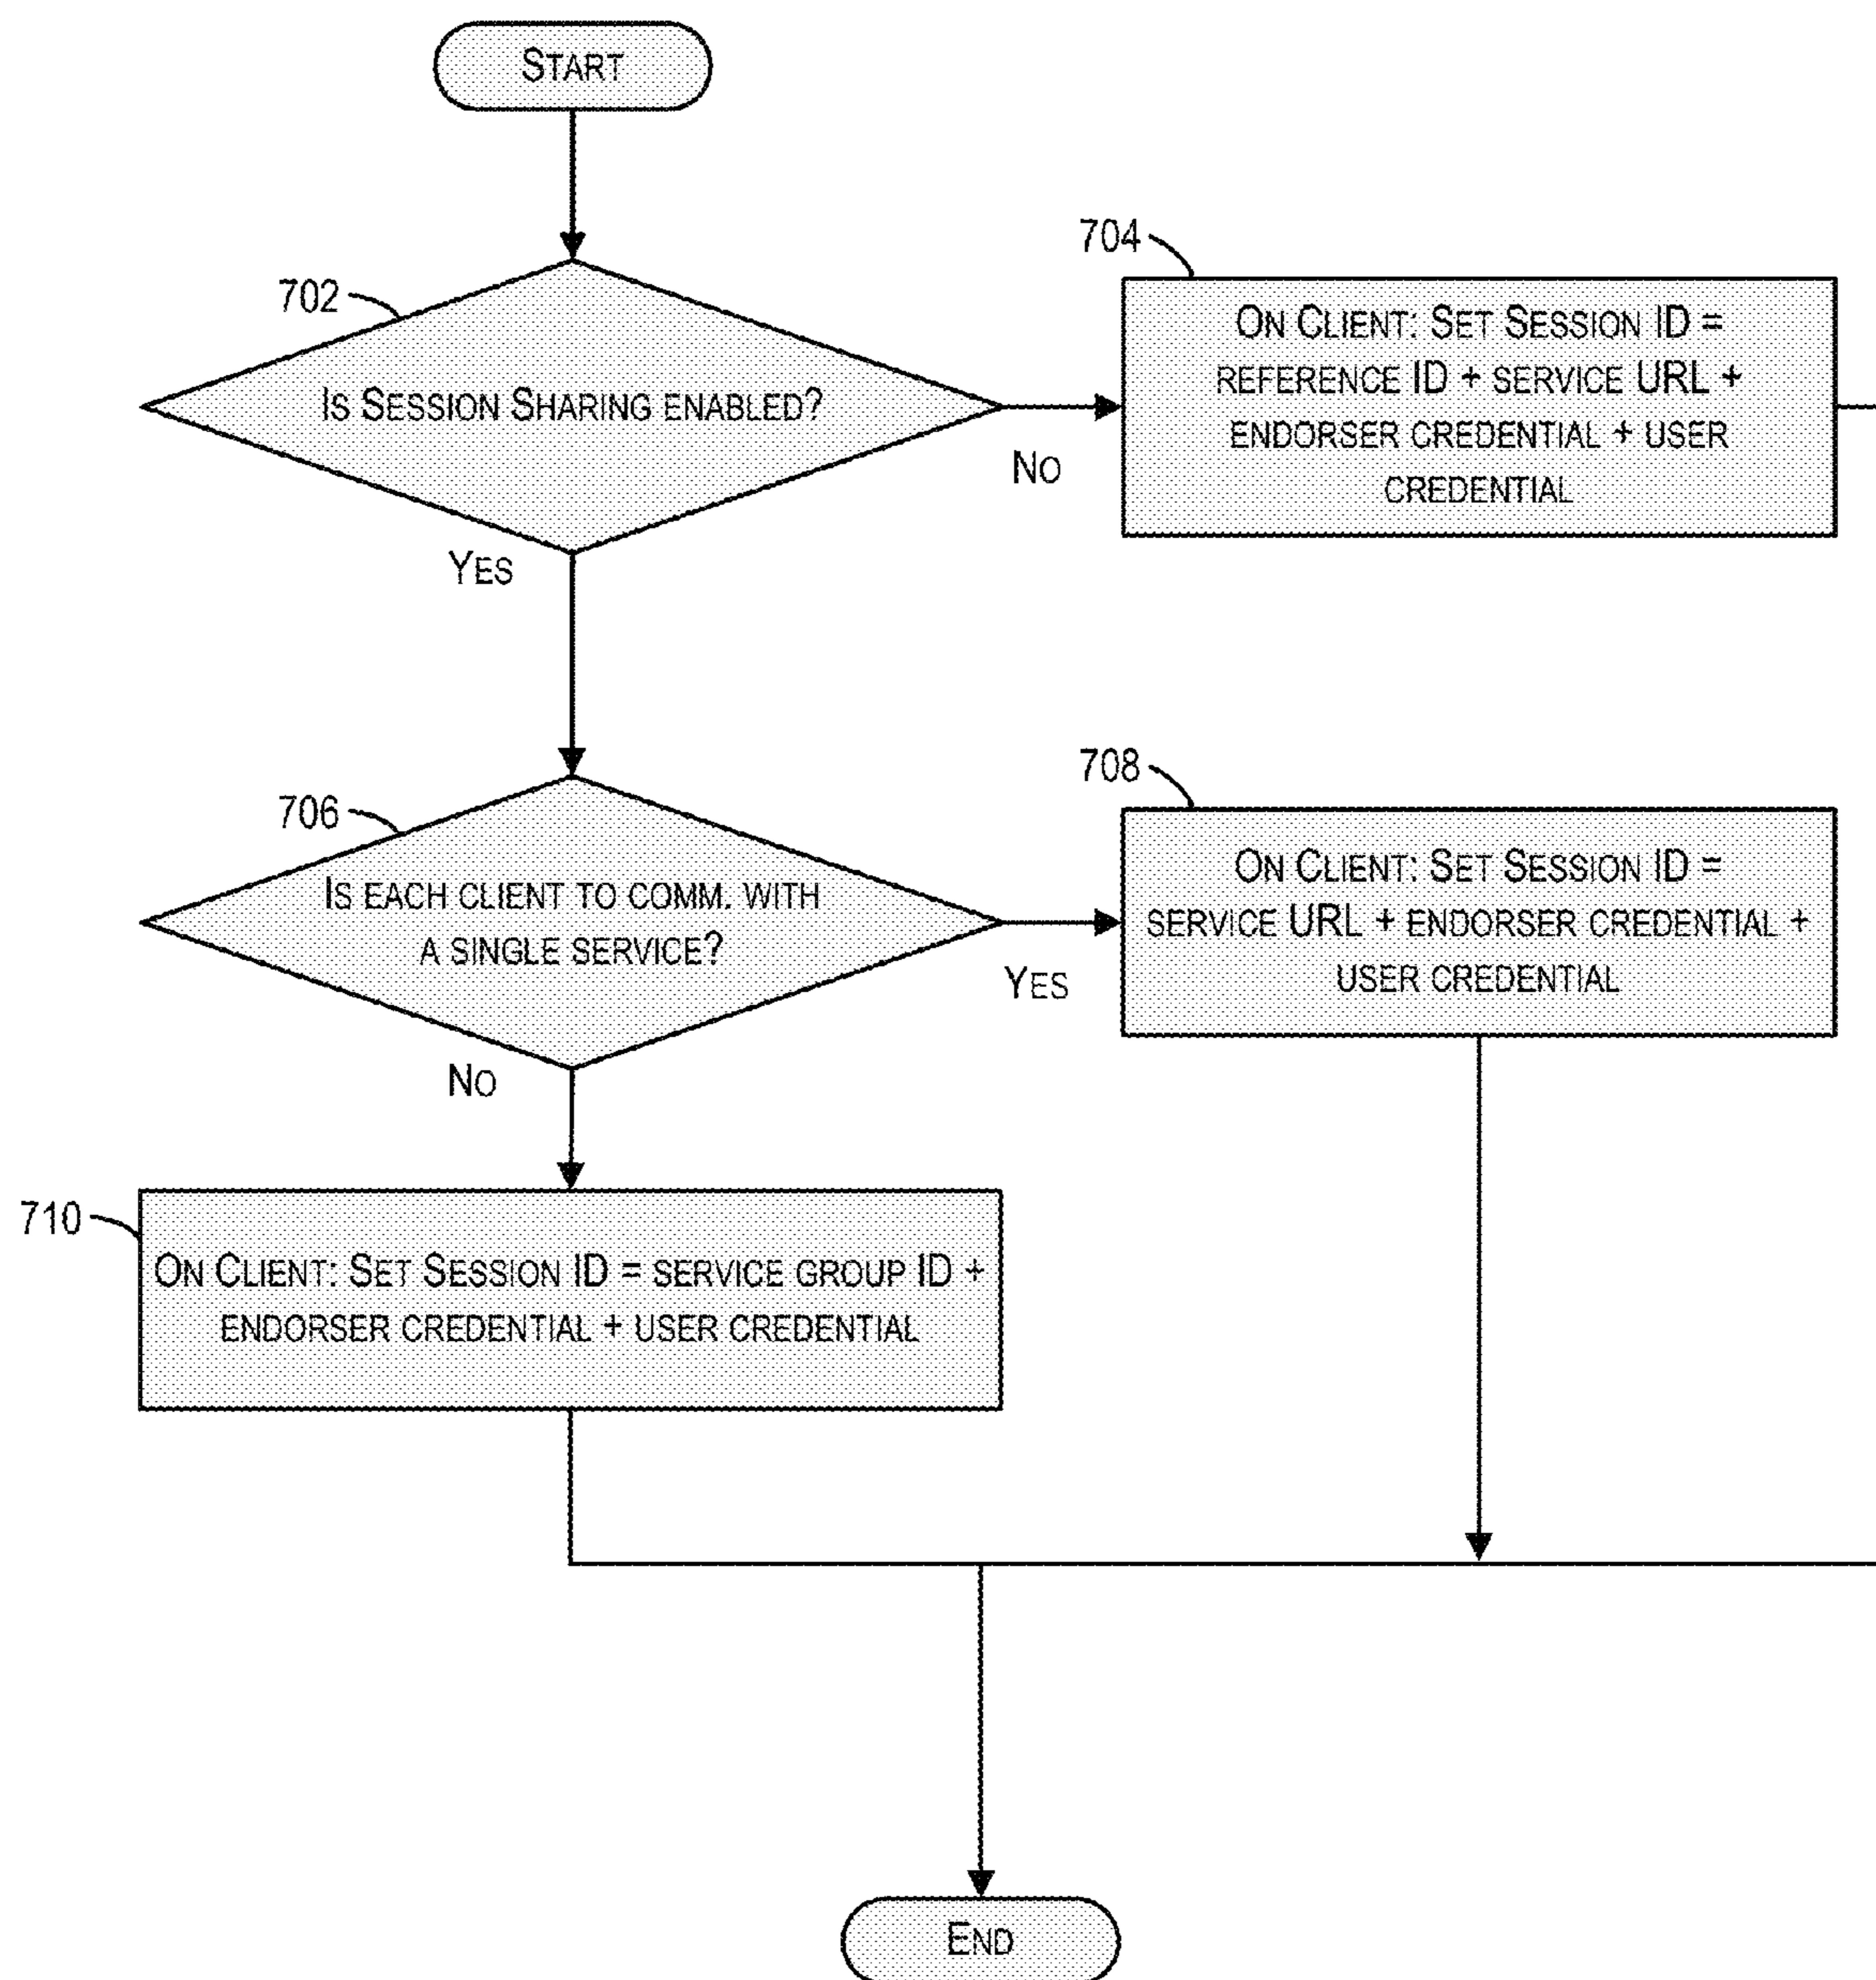 START
702
IS SESSION SHARING ENABLED?
NO
YES
704
ON CLIENT: SET SESSION ID =
REFERENCE ID + SERVICE URL +
ENDORSER CREDENTIAL + USER
CREDENTIAL
706
IS EACH CLIENT TO COMM. WITH
A SINGLE SERVICE?
YES
NO
708
ON CLIENT: SET SESSION ID =
SERVICE URL + ENDORSER CREDENTIAL +
USER CREDENTIAL
710
ON CLIENT: SET SESSION ID = SERVICE GROUP ID +
ENDORSER CREDENTIAL + USER CREDENTIAL
END